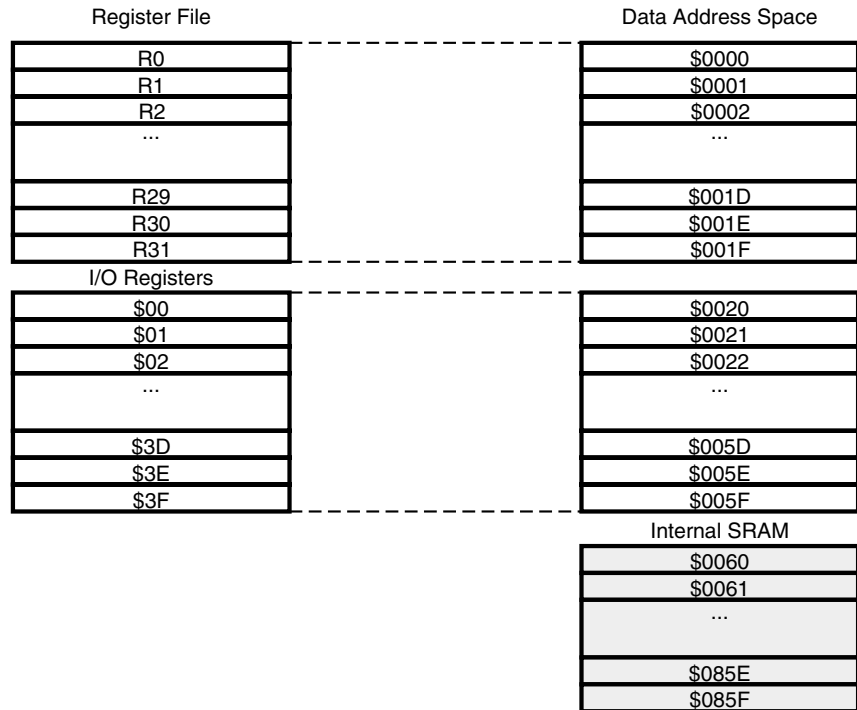 Register File Data Address Space
R0 $0000
R1 $0001
R2 $0002
... ...
R29 $001D
R30 $001E
R31 $001F
I/O Registers
$00 $0020
$01 $0021
$02 $0022
... ...
$3D $005D
$3E $005E
$3F $005F
Internal SRAM
$0060
$0061
...
$085E
$085F